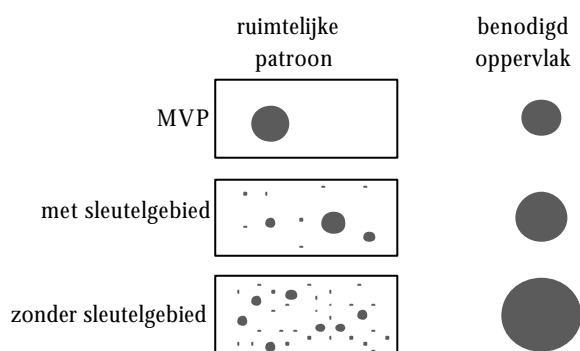 ruimtelijke
patroon
benodigd
oppervlak
MVP
met sleutelgebied
zonder sleutelgebied